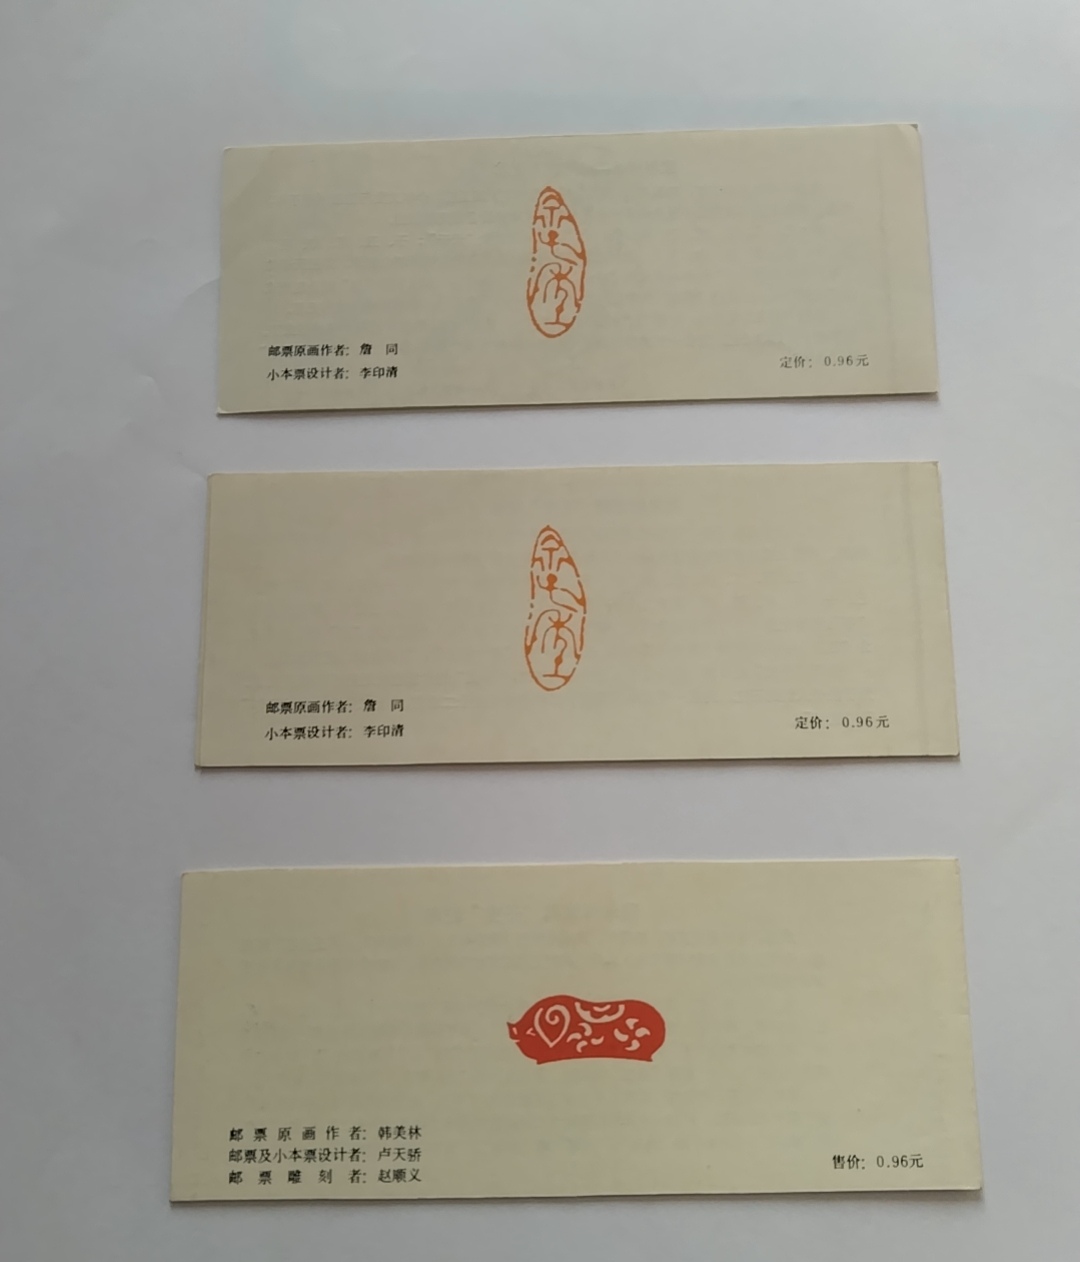 邮票原画作者：詹　同
小本票设计者：李印清
定价：0.96元
邮票原画作者：詹　同
小本票设计者：李印清
定价：0.96元
邮票原画作者：韩美林
邮票及小本票设计者：卢天骄
邮票雕刻者：赵顺义
售价：0.96元